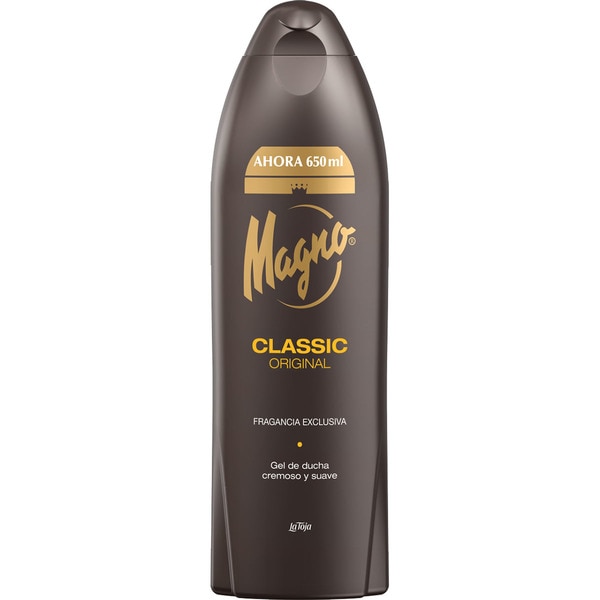 AHORA 650 ml
Magno®
CLASSIC
ORIGINAL
FRAGANCIA EXCLUSIVA
Gel de ducha
cremoso y suave
La Toja